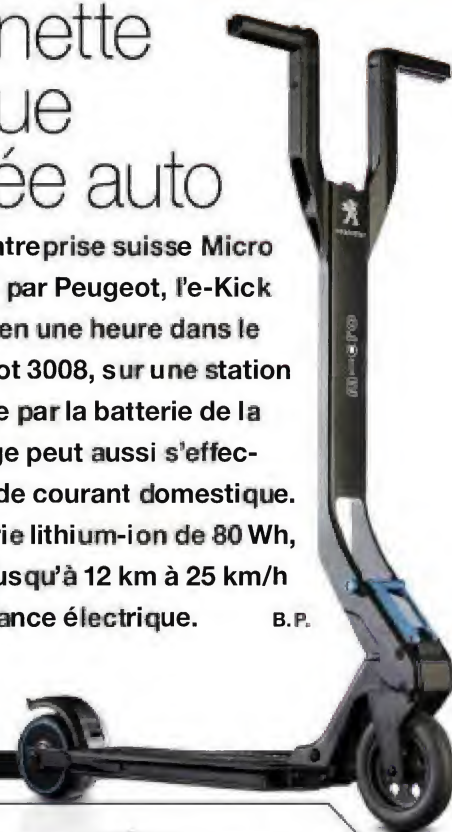 nette
ue
ée auto
ntreprise suisse Micro
par Peugeot, l'e-Kick
en une heure dans le
ot 3008, sur une station
e par la batterie de la
ge peut aussi s'effec-
de courant domestique.
rie lithium-ion de 80 Wh,
usqu'à 12 km à 25 km/h
ance électrique. B.P.
micro